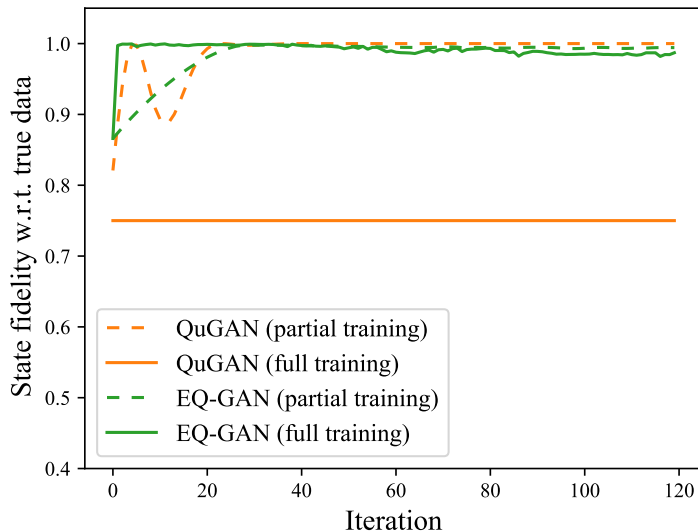 State fidelity w.r.t. true data
1.0
0.9
0.8
0.7
0.6
0.5
0.4
QuGAN (partial training)
QuGAN (full training)
EQ-GAN (partial training)
EQ-GAN (full training)
0
20
40
60
80
100
120
Iteration